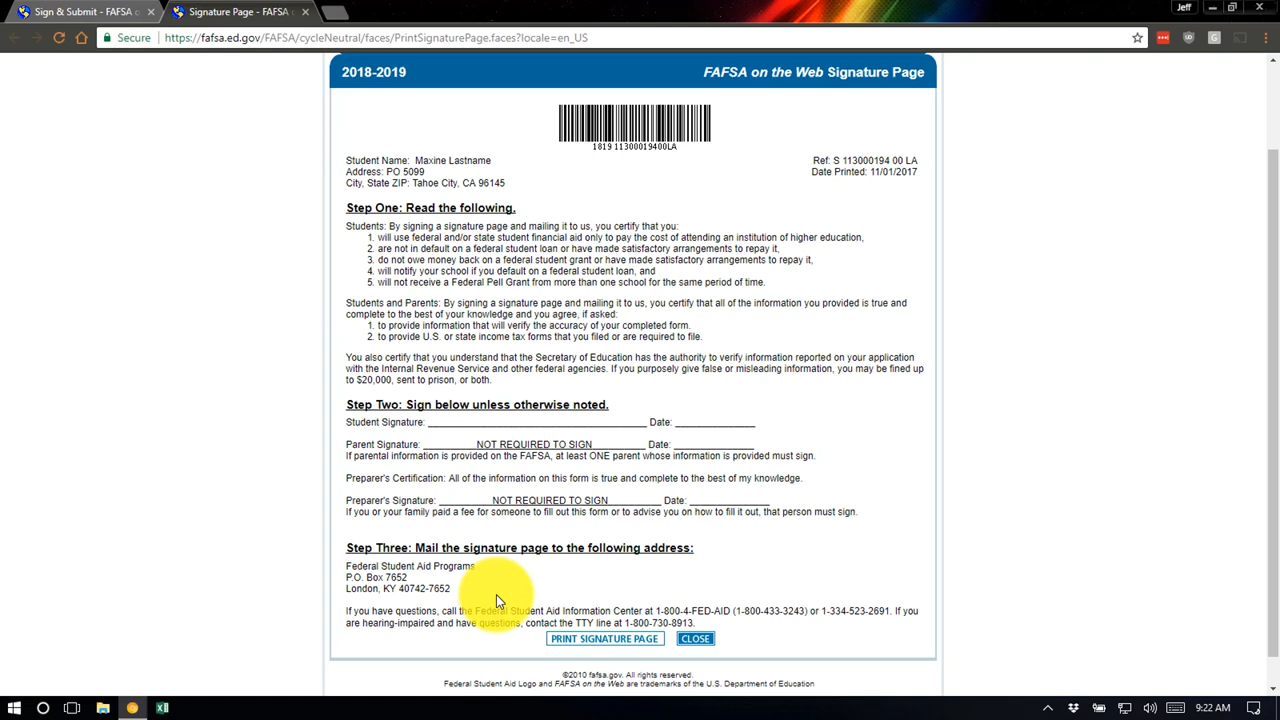 Sign & Submit - FAFSA o
Signature Page - FAFSA
Jeff
Secure
https://fafsa.ed.gov/FAFSA/cycleNeutral/faces/PrintSignaturePage.faces?locale=en_US
2018-2019
FAFSA on the Web Signature Page
1819 11300019400LA
Student Name: Maxine Lastname
Ref: S 113000194 00 LA
Address: PO 5099
Date Printed: 11/01/2017
City, State ZIP: Tahoe City, CA 96145
Step One: Read the following.
Students: By signing a signature page and mailing it to us, you certify that you:
1. will use federal and/or state student financial aid only to pay the cost of attending an institution of higher education,
2. are not in default on a federal student loan or have made satisfactory arrangements to repay it,
3. do not owe money back on a federal student grant or have made satisfactory arrangements to repay it,
4. will notify your school if you default on a federal student loan, and
5. will not receive a Federal Pell Grant from more than one school for the same period of time.
Students and Parents: By signing a signature page and mailing it to us, you certify that all of the information you provided is true and
complete to the best of your knowledge and you agree, if asked:
1. to provide information that will verify the accuracy of your completed form.
2. to provide U.S. or state income tax forms that you filed or are required to file.
You also certify that you understand that the Secretary of Education has the authority to verify information reported on your application
with the Internal Revenue Service and other federal agencies. If you purposely give false or misleading information, you may be fined up
to $20,000, sent to prison, or both.
Step Two: Sign below unless otherwise noted.
Student Signature: ____ Date: ____
Parent Signature: ____NOT REQUIRED TO SIGN____ Date: ____
If parental information is provided on the FAFSA, at least ONE parent whose information is provided must sign.
Preparer's Certification: All of the information on this form is true and complete to the best of my knowledge.
Preparer's Signature: ____NOT REQUIRED TO SIGN____ Date: ____
If you or your family paid a fee for someone to fill out this form or to advise you on how to fill it out, that person must sign.
Step Three: Mail the signature page to the following address:
Federal Student Aid Programs
P.O. Box 7652
London, KY 40742-7652
If you have questions, call the Federal Student Aid Information Center at 1-800-4-FED-AID (1-800-433-3243) or 1-334-523-2691. If you
are hearing-impaired and have questions, contact the TTY line at 1-800-730-8913.
PRINT SIGNATURE PAGE
CLOSE
©2010 fafsa.gov. All rights reserved.
Federal Student Aid Logo and FAFSA on the Web are trademarks of the U.S. Department of Education
9:22 AM